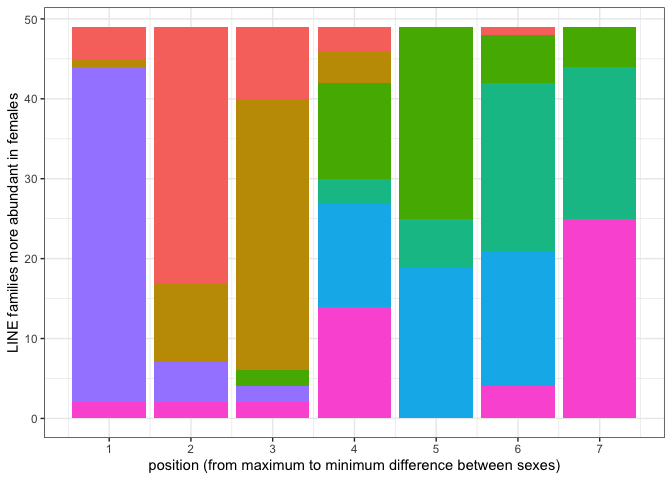 LINE families more abundant in females
50
40
30
20
10
0
1 2 3 4 5 6 7
position (from maximum to minimum difference between sexes)